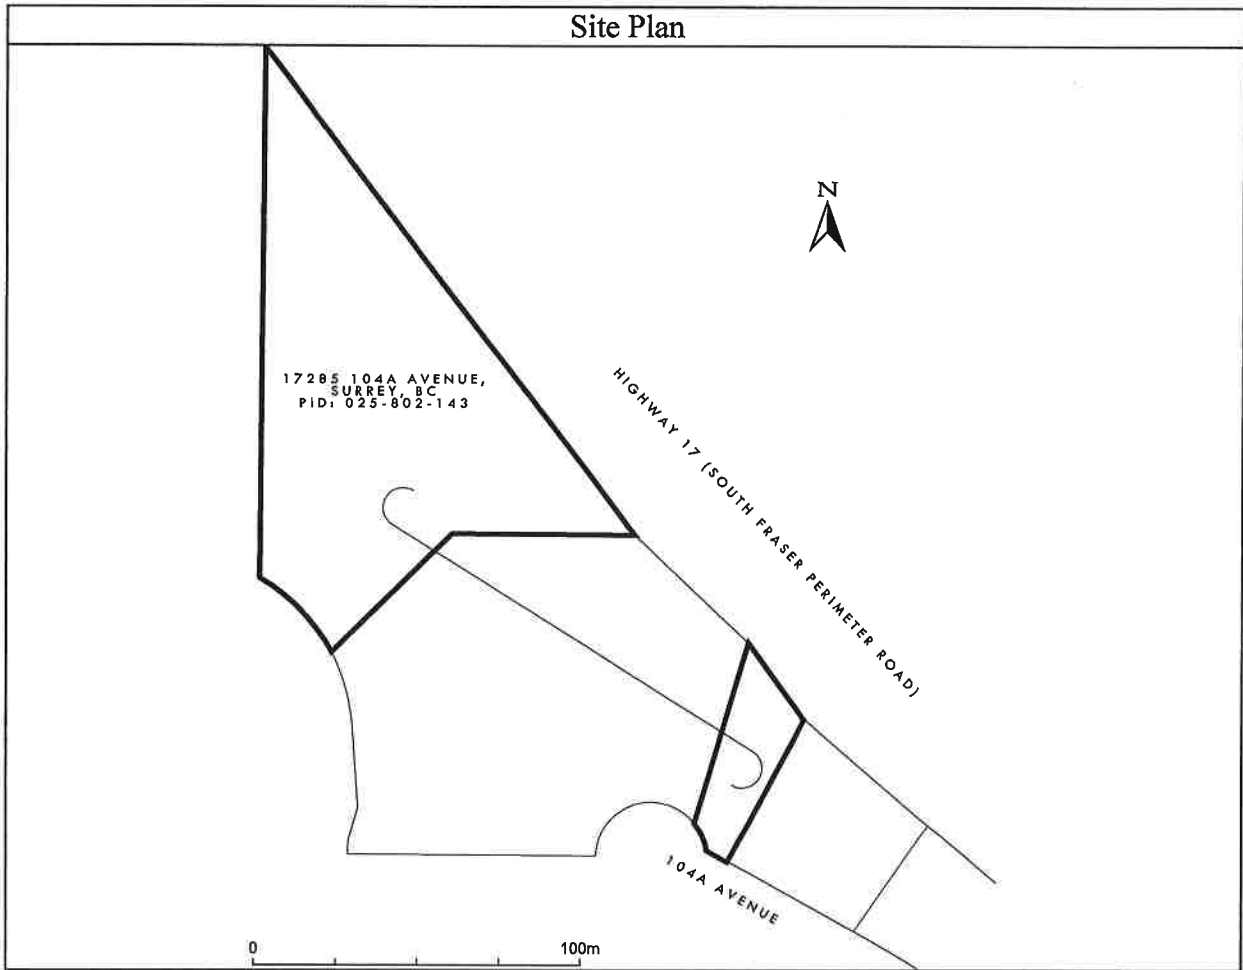 Site Plan
N
17285 104A AVENUE,
SURREY, BC
PID: 025-802-143
HIGHWAY 17 (SOUTH FRASER PERIMETER ROAD)
104A AVENUE
0 100m